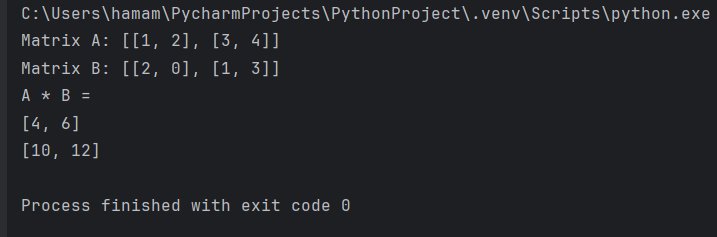 C:\Users\hamam\PycharmProjects\PythonProject\.venv\Scripts\python.exe
Matrix A: [[1, 2], [3, 4]]
Matrix B: [[2, 0], [1, 3]]
A * B =
[4, 6]
[10, 12]
Process finished with exit code 0